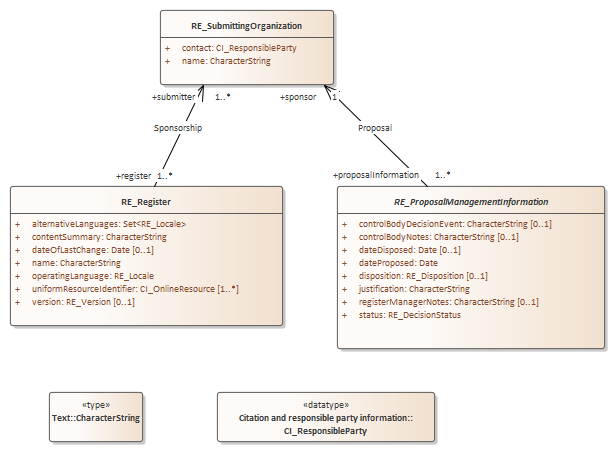 RE_SubmittingOrganization
+ contact: CI_ResponsibleParty
+ name: CharacterString
+submitter 1..* +sponsor 1
Sponsorship Proposal
+register 1..* +proposalInformation 1..*
RE_Register
+ alternativeLanguages: Set<RE_Locale>
+ contentSummary: CharacterString
+ dateOfLastChange: Date [0..1]
+ name: CharacterString
+ operatingLanguage: RE_Locale
+ uniformResourceIdentifier: CI_OnlineResource [1..*]
+ version: RE_Version [0..1]
RE_ProposalManagementInformation
+ controlBodyDecisionEvent: CharacterString [0..1]
+ controlBodyNotes: CharacterString [0..1]
+ dateDisposed: Date [0..1]
+ dateProposed: Date
+ disposition: RE_Disposition [0..1]
+ justification: CharacterString
+ registerManagerNotes: CharacterString [0..1]
+ status: RE_DecisionStatus
«type»
Text::CharacterString
«datatype»
Citation and responsible party information::
CI_ResponsibleParty